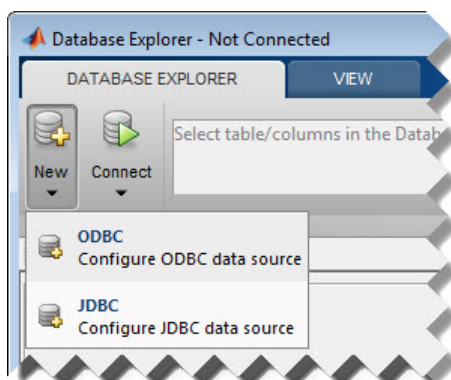 Database Explorer - Not Connected
DATABASE EXPLORER VIEW
Select table/columns in the Datab
New Connect
ODBC
Configure ODBC data source
JDBC
Configure JDBC data source